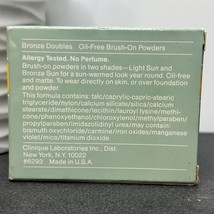 Bronze Doubles   Oil-Free Brush-On Powders
Allergy Tested. No Perfume.
Brush-on powders in two shades—Light Sun and
Bronze Sun for a sun-warmed look year round. Oil-free
and matte. To wear directly on skin, or over foundation
and powder.
This formula contains: talc/caprylic-capric-stearic
triglyceride/nylon/calcium silicate/silica/calcium
stearate/dimethicone/lecithin/lauroyl lysine/methi-
cone/phenoxyethanol/chloroxylenol/methylparaben/
propylparaben/imidazolidinyl urea/may contain
bismuth oxychloride/carmine/iron oxides/manganese
violet/mica/titanium dioxide.
Clinique Laboratories Inc., Dist.
New York, N.Y. 10022
#6293   Made in U.S.A.